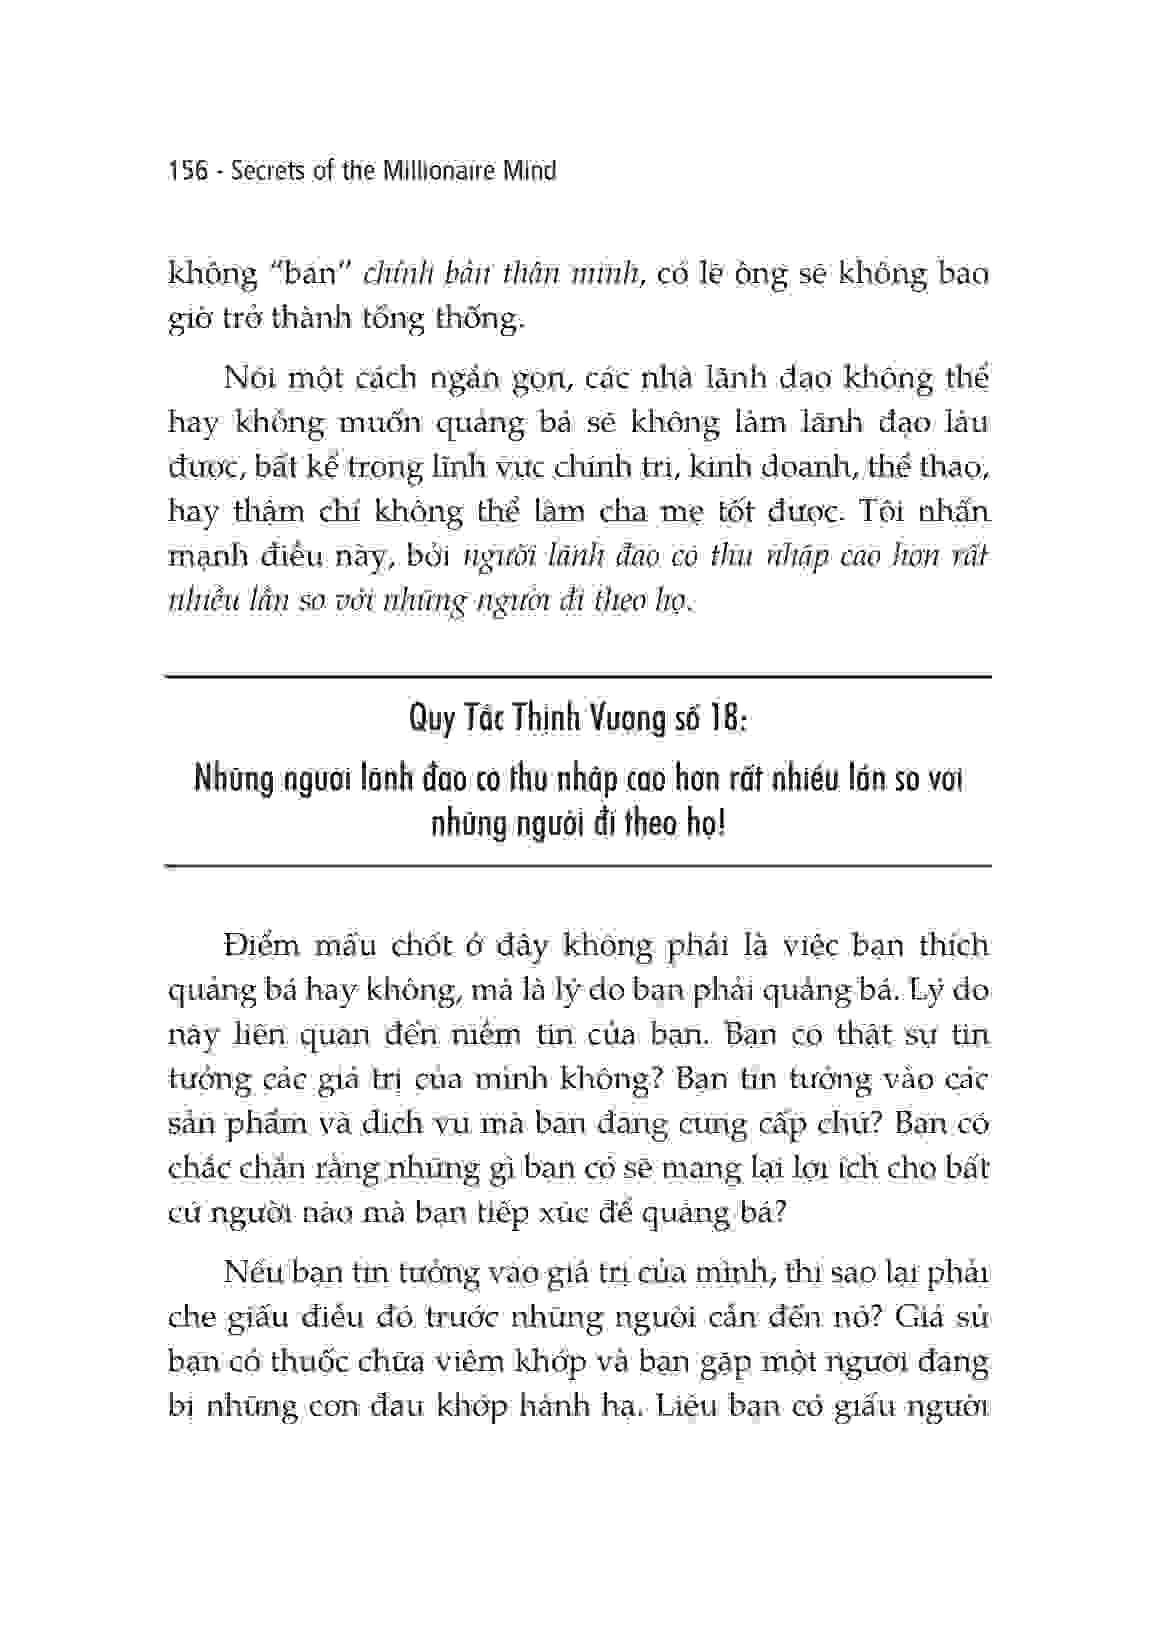 156 - Secrets of the Millionaire Mind
không “bán” chính bản thân mình, có lẽ ông sẽ không bao
giờ trở thành tổng thống.
Nói một cách ngắn gọn, các nhà lãnh đạo không thể
hay không muốn quảng bá sẽ không làm lãnh đạo lâu
được, bất kể trong lĩnh vực chính trị, kinh doanh, thể thao,
hay thậm chí không thể làm cha mẹ tốt được. Tôi nhấn
mạnh điều này, bởi người lãnh đạo có thu nhập cao hơn rất
nhiều lần so với những người đi theo họ.
Quy Tắc Thịnh Vượng số 18:
Những người lãnh đạo có thu nhập cao hơn rất nhiều lần so với
những người đi theo họ!
Điểm mấu chốt ở đây không phải là việc bạn thích
quảng bá hay không, mà là lý do bạn phải quảng bá. Lý do
này liên quan đến niềm tin của bạn. Bạn có thật sự tin
tưởng các giá trị của mình không? Bạn tin tưởng vào các
sản phẩm và dịch vụ mà bạn đang cung cấp chứ? Bạn có
chắc chắn rằng những gì bạn có sẽ mang lại lợi ích cho bất
cứ người nào mà bạn tiếp xúc để quảng bá?
Nếu bạn tin tưởng vào giá trị của mình, thì sao lại phải
che giấu điều đó trước những người cần đến nó? Giả sử
bạn có thuốc chữa viêm khớp và bạn gặp một người đang
bị những cơn đau khớp hành hạ. Liệu bạn có giấu người